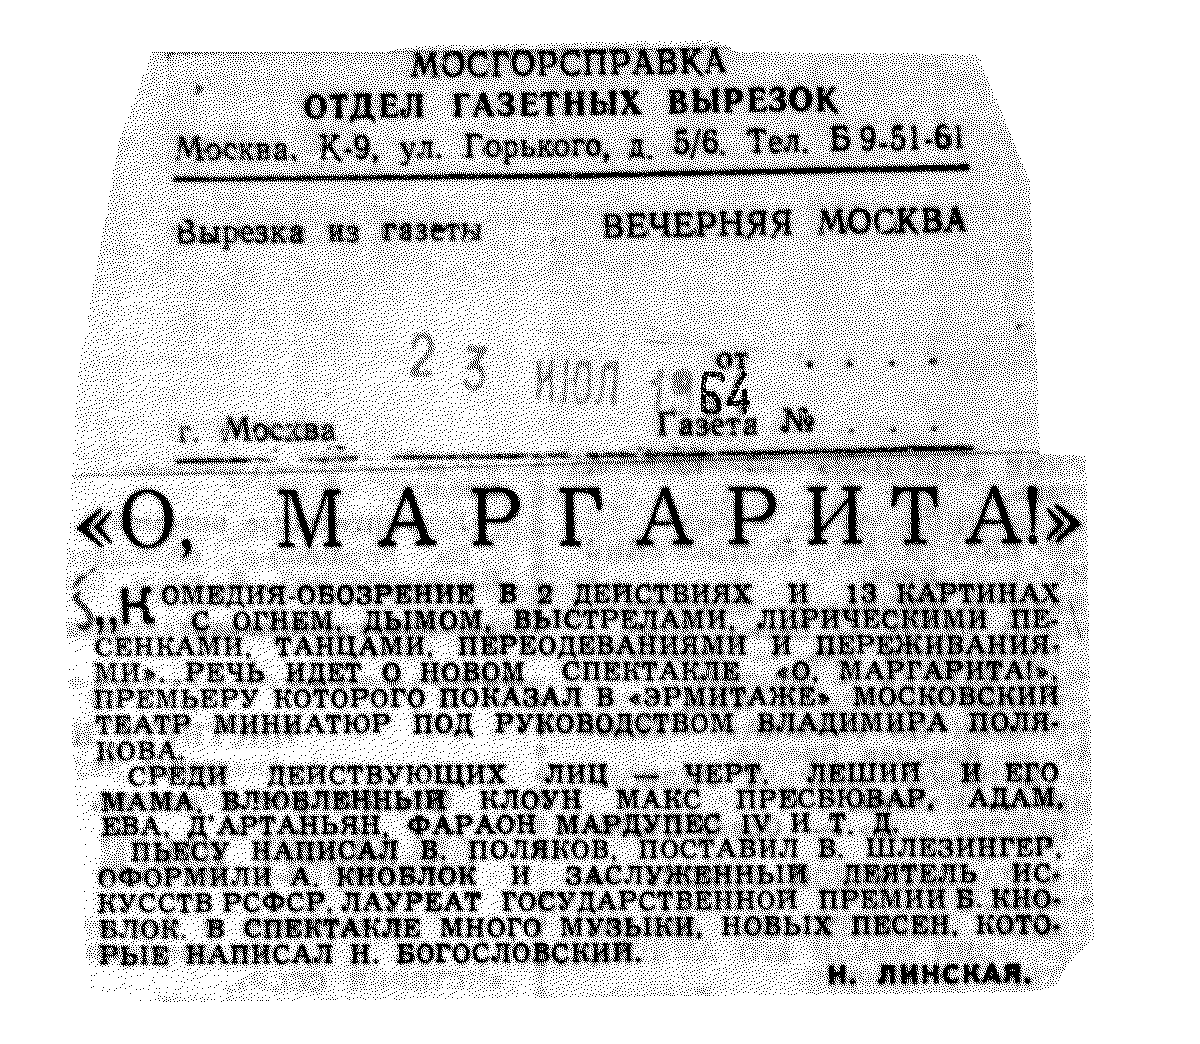 МОСГОРСПРАВКА
ОТДЕЛ ГАЗЕТНЫХ ВЫРЕЗОК
Москва, К-9, ул. Горького, д. 5/6. Тел. Б 9-51-61
Вырезка из газеты ВЕЧЕРНЯЯ МОСКВА
от . . . .
23 ИЮЛ 1964
г. Москва Газета № . . .
«О, МАРГАРИТА!»
„КОМЕДИЯ-ОБОЗРЕНИЕ В 2 ДЕЙСТВИЯХ И 13 КАРТИНАХ
С ОГНЕМ, ДЫМОМ, ВЫСТРЕЛАМИ, ЛИРИЧЕСКИМИ ПЕ-
СЕНКАМИ, ТАНЦАМИ, ПЕРЕОДЕВАНИЯМИ И ПЕРЕЖИВАНИЯ-
МИ». РЕЧЬ ИДЕТ О НОВОМ СПЕКТАКЛЕ «О, МАРГАРИТА!»,
ПРЕМЬЕРУ КОТОРОГО ПОКАЗАЛ В «ЭРМИТАЖЕ» МОСКОВСКИЙ
ТЕАТР МИНИАТЮР ПОД РУКОВОДСТВОМ ВЛАДИМИРА ПОЛЯ-
КОВА.
СРЕДИ ДЕЙСТВУЮЩИХ ЛИЦ — ЧЕРТ, ЛЕШИЙ И ЕГО
МАМА, ВЛЮБЛЕННЫЙ КЛОУН МАКС ПРЕСБЮВАР, АДАМ,
ЕВА, Д'АРТАНЬЯН, ФАРАОН МАРДУПЕС IV И Т. Д.
ПЬЕСУ НАПИСАЛ В. ПОЛЯКОВ, ПОСТАВИЛ В. ШЛЕЗИНГЕР,
ОФОРМИЛИ А. КНОБЛОК И ЗАСЛУЖЕННЫЙ ДЕЯТЕЛЬ ИС-
КУССТВ РСФСР, ЛАУРЕАТ ГОСУДАРСТВЕННОЙ ПРЕМИИ Б. КНО-
БЛОК. В СПЕКТАКЛЕ МНОГО МУЗЫКИ, НОВЫХ ПЕСЕН, КОТО-
РЫЕ НАПИСАЛ Н. БОГОСЛОВСКИЙ.
Н. ЛИНСКАЯ.